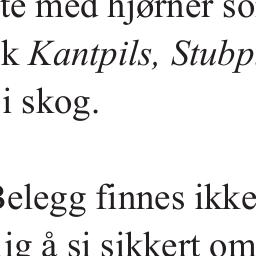 te med hjørner so
k Kantpils, Stubp
i skog.
Belegg finnes ikke
ig å si sikkert om